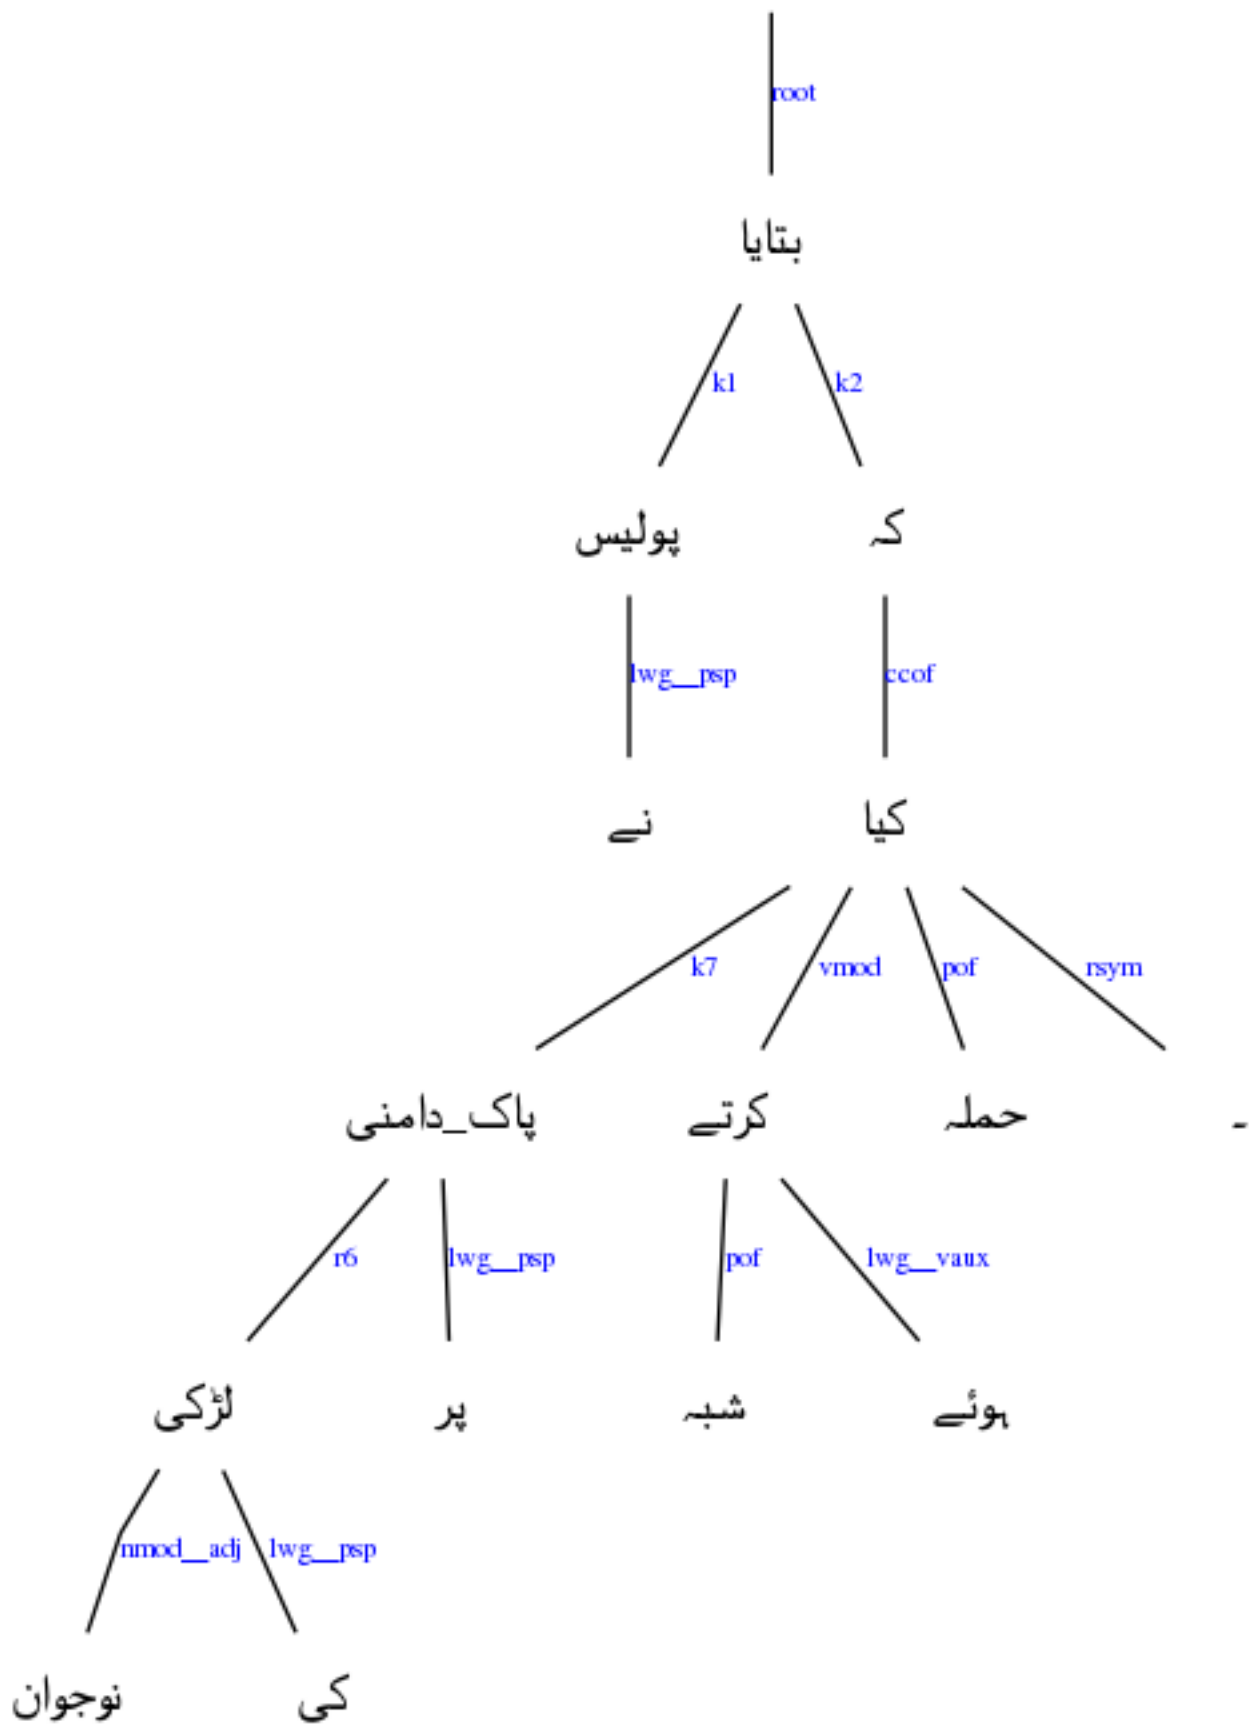 root
بتایا
k1 k2
پولیس کہ
lwg__psp ccof
نے کیا
k7 vmod pof rsym
پاک_دامنی کرتے حملہ ۔
r6 lwg__psp pof lwg__vaux
لڑکی پر شبہ ہوئے
nmod__adj lwg__psp
نوجوان کی